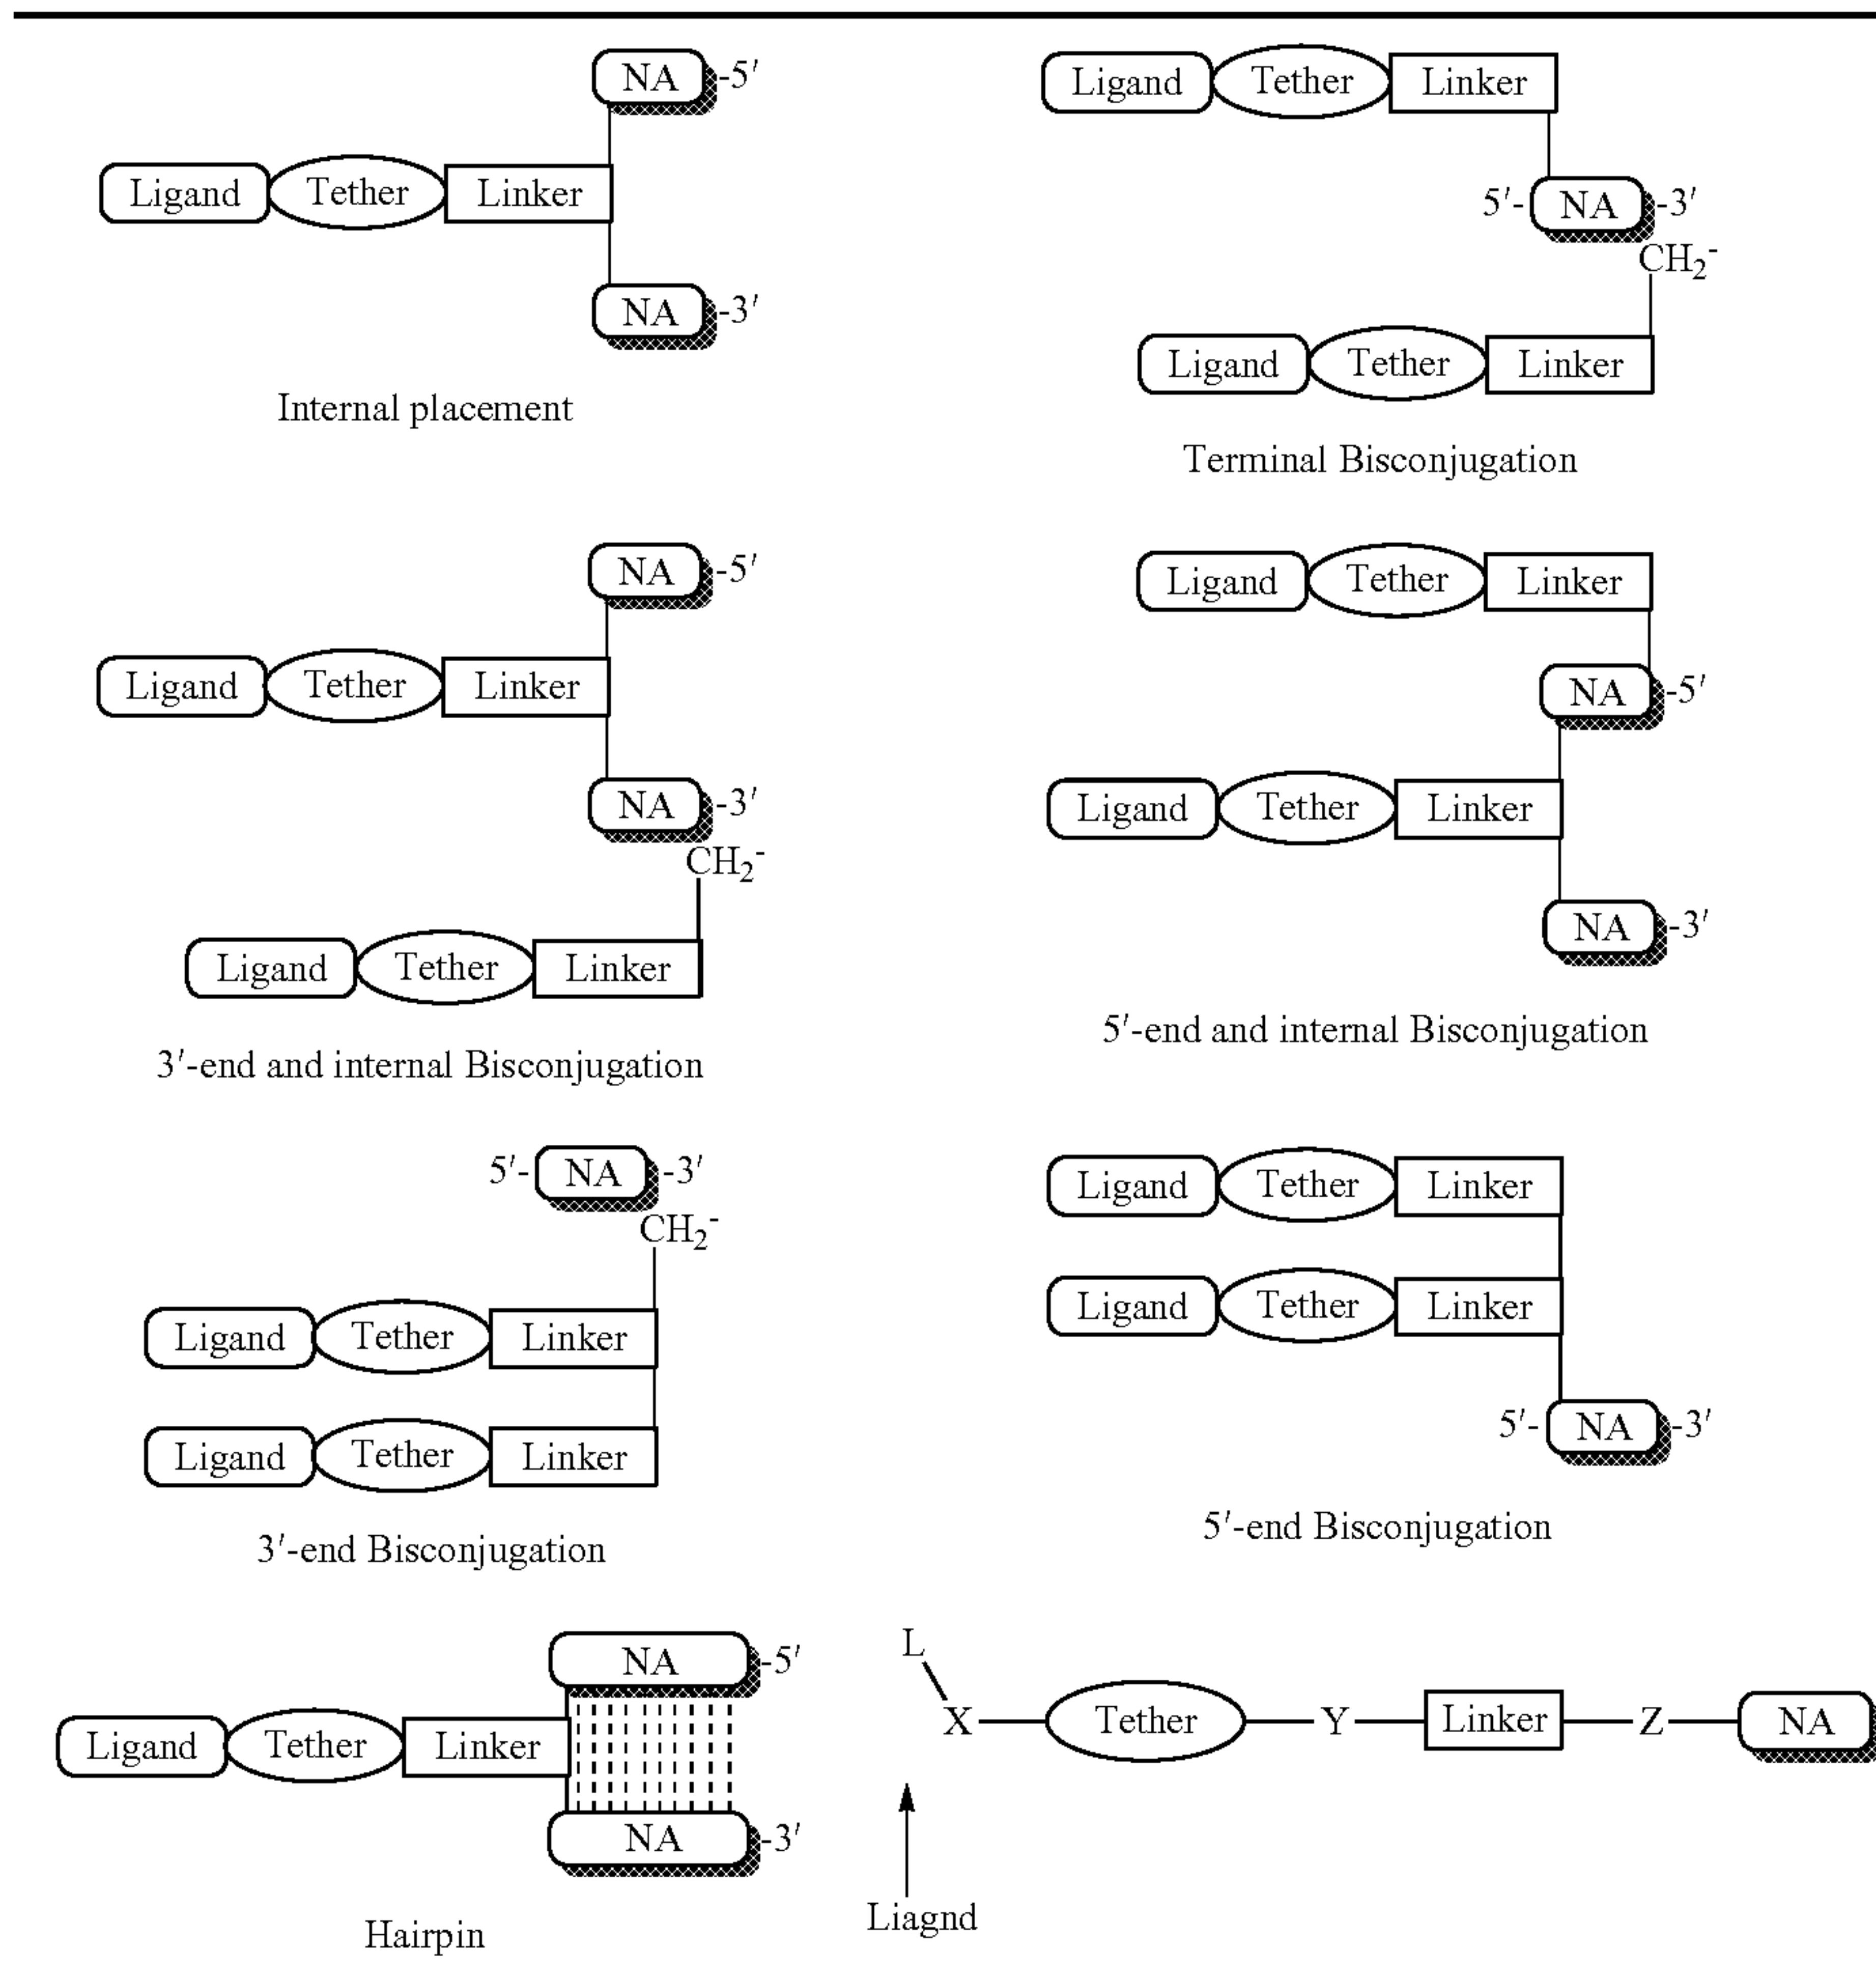 NA -5′
Ligand Tether Linker
NA -3′
Internal placement
Ligand Tether Linker
5′- NA -3′
CH2-
Ligand Tether Linker
Terminal Bisconjugation
NA -5′
Ligand Tether Linker
NA -3′
CH2-
Ligand Tether Linker
3′-end and internal Bisconjugation
Ligand Tether Linker
NA -5′
Ligand Tether Linker
NA -3′
5′-end and internal Bisconjugation
5′- NA -3′
CH2-
Ligand Tether Linker
Ligand Tether Linker
3′-end Bisconjugation
Ligand Tether Linker
Ligand Tether Linker
5′- NA -3′
5′-end Bisconjugation
NA -5′
Ligand Tether Linker
NA -3′
Hairpin
L
X Tether Y Linker Z NA
Liagnd